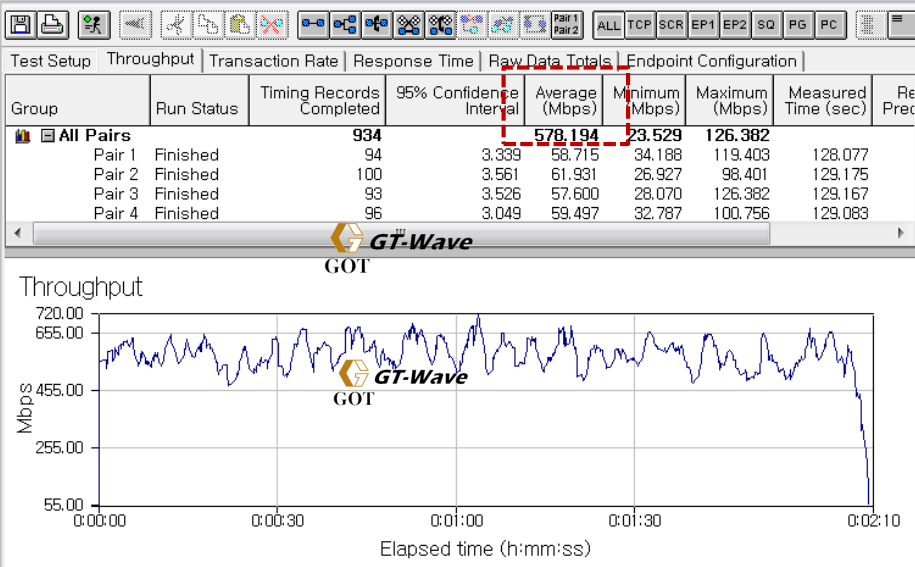 Pair 1
Pair 2
ALL TCP SCR EP1 EP2 SQ PG PC
Test Setup Throughput Transaction Rate Response Time Raw Data Totals Endpoint Configuration
Group Run Status Timing Records Completed 95% Confidence Interval Average (Mbps) Minimum (Mbps) Maximum (Mbps) Measured Time (sec) Re Prec
All Pairs 934 578.194 23.529 126.382
Pair 1 Finished 94 3.339 58.715 34.188 119.403 128.077
Pair 2 Finished 100 3.561 61.931 26.927 98.401 129.175
Pair 3 Finished 93 3.526 57.600 28.070 126.382 129.167
Pair 4 Finished 96 3.049 59.497 32.787 100.756 129.083
GT-Wave
GOT
Throughput
720.00
655.00
GT-Wave
GOT
455.00
Mbps
255.00
55.00
0:00:00 0:00:30 0:01:00 0:01:30 0:02:10
Elapsed time (h:mm:ss)